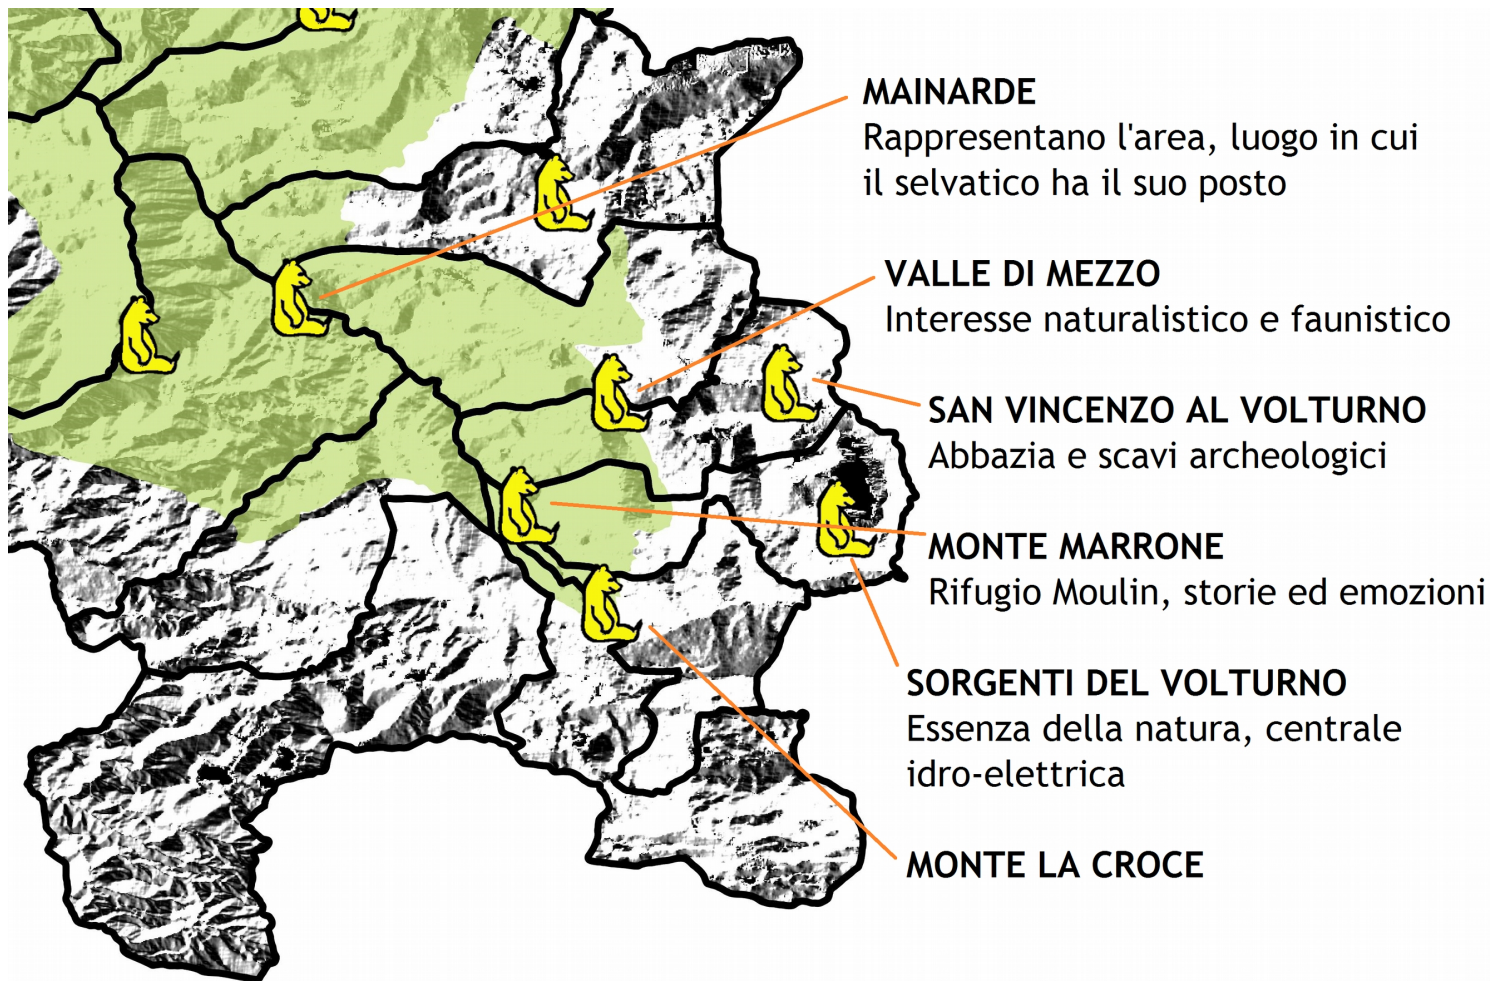 MAINARDE
Rappresentano l'area, luogo in cui
il selvatico ha il suo posto
VALLE DI MEZZO
Interesse naturalistico e faunistico
SAN VINCENZO AL VOLTURNO
Abbazia e scavi archeologici
MONTE MARRONE
Rifugio Moulin, storie ed emozioni
SORGENTI DEL VOLTURNO
Essenza della natura, centrale
idro-elettrica
MONTE LA CROCE